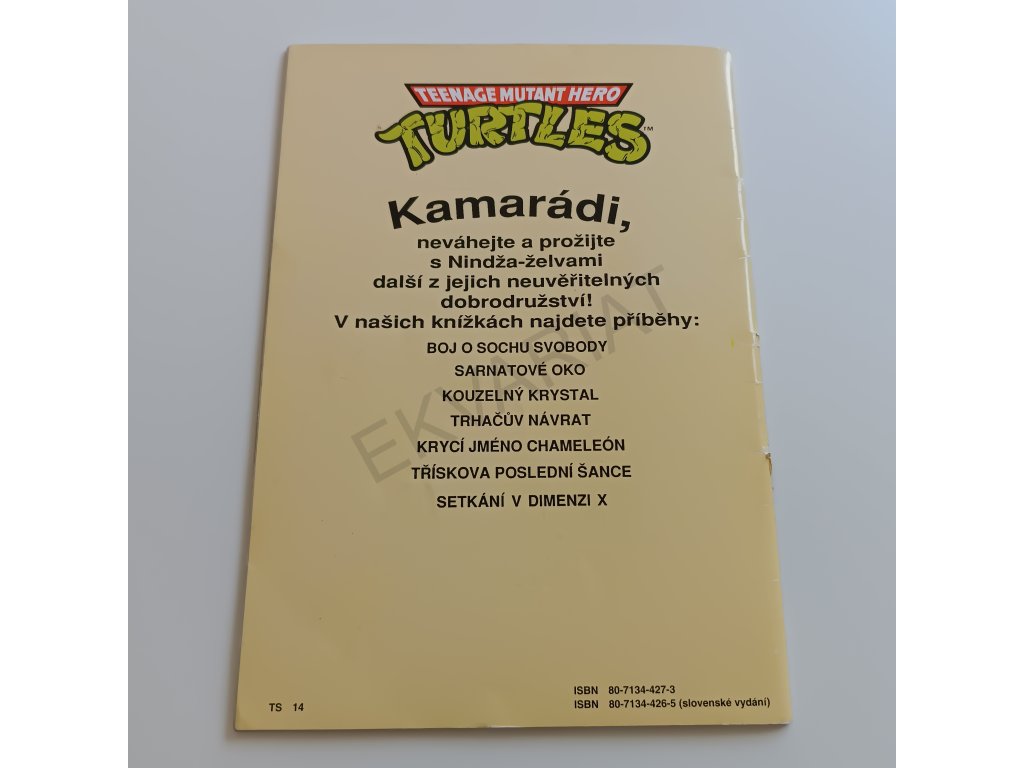 TEENAGE MUTANT HERO
TURTLES™
Kamarádi,
neváhejte a prožijte
s Nindža-želvami
další z jejich neuvěřitelných
dobrodružství!
V našich knížkách najdete příběhy:
BOJ O SOCHU SVOBODY
SARNATOVÉ OKO
KOUZELNÝ KRYSTAL
TRHAČŮV NÁVRAT
KRYCÍ JMÉNO CHAMELEÓN
TŘÍSKOVA POSLEDNÍ ŠANCE
SETKÁNÍ V DIMENZI X
EKVARIAT
ISBN 80-7134-427-3
TS 14
ISBN 80-7134-426-5 (slovenské vydání)